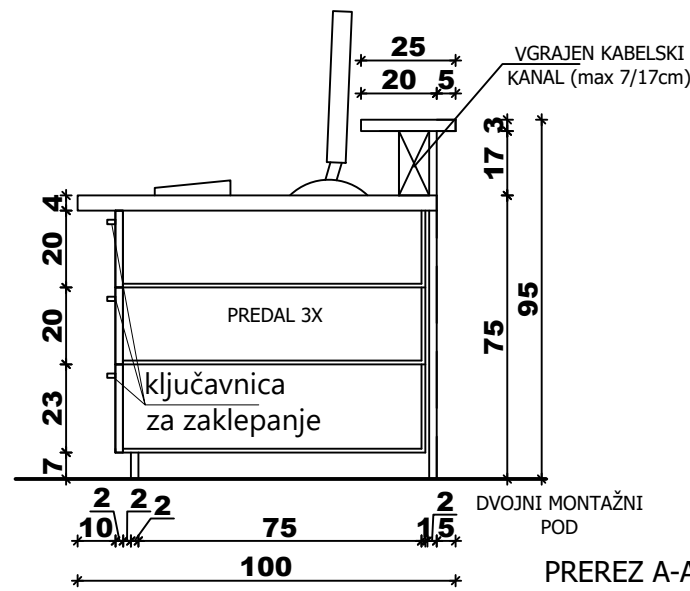 25
20 5
VGRAJEN KABELSKI
KANAL (max 7/17cm)
3
17
4
20
20
23
7
75
95
PREDAL 3X
ključavnica
za zaklepanje
2 2 2 2
10 75 1 5
100
DVOJNI MONTAŽNI
POD
PREREZ A-A